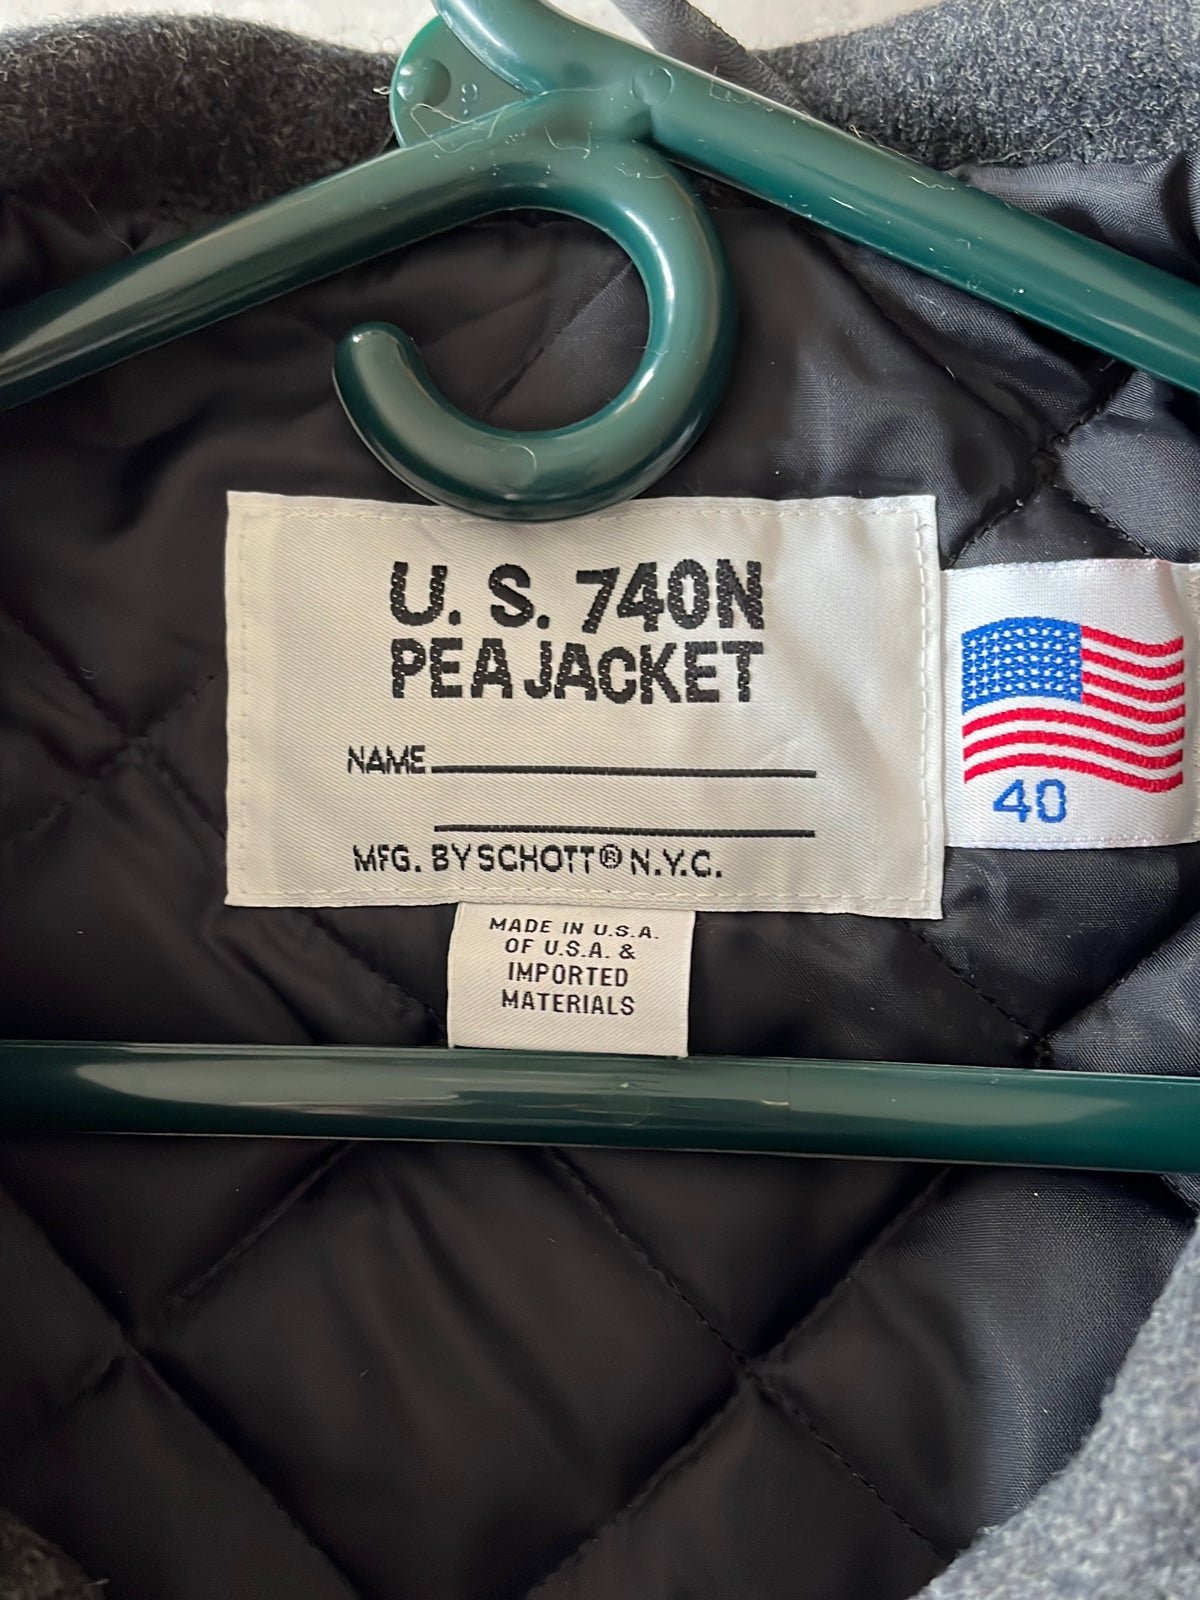 U. S. 740N
PEA JACKET
NAME
MFG. BY SCHOTT® N.Y.C.
40
MADE IN U.S.A.
OF U.S.A. &
IMPORTED
MATERIALS